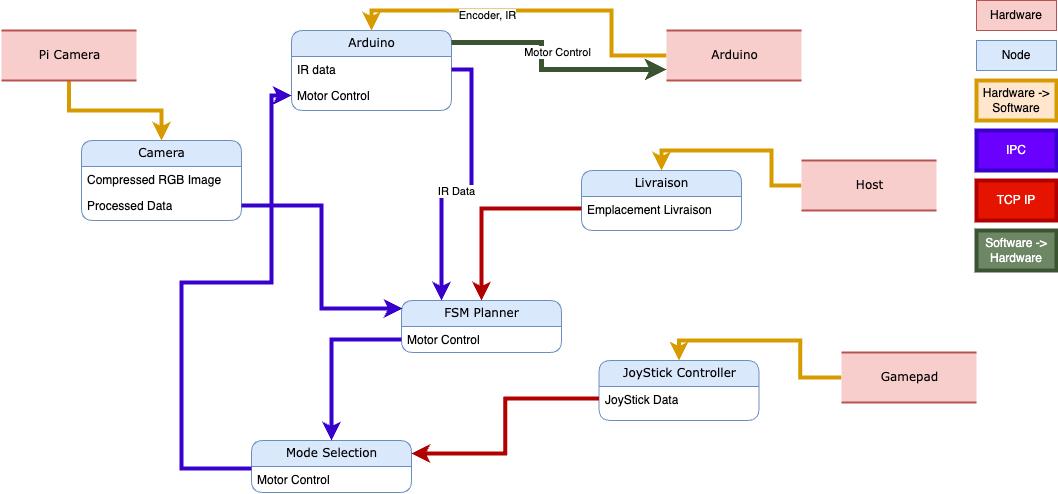 Encoder, IR
Hardware
Pi Camera
Arduino
IR data
Motor Control
Motor Control
Arduino
Node
Hardware ->
Software
Camera
Compressed RGB Image
Processed Data
IPC
IR Data
Livraison
Emplacement Livraison
Host
TCP IP
Software ->
Hardware
FSM Planner
Motor Control
JoyStick Controller
JoyStick Data
Gamepad
Mode Selection
Motor Control